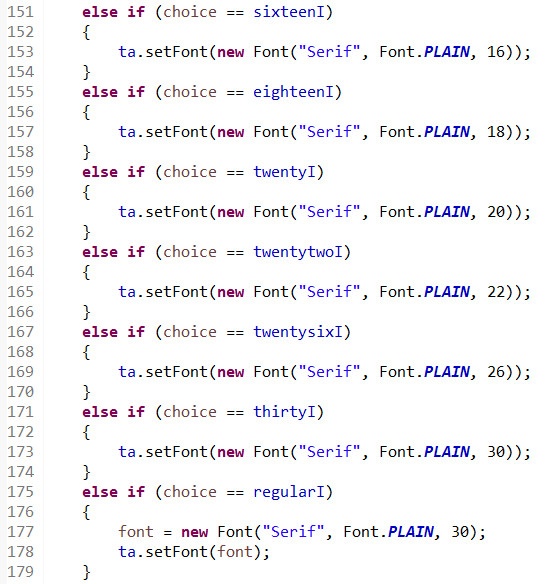 151 else if (choice == sixteenI)
152 {
153 ta.setFont(new Font("Serif", Font.PLAIN, 16));
154 }
155 else if (choice == eighteenI)
156 {
157 ta.setFont(new Font("Serif", Font.PLAIN, 18));
158 }
159 else if (choice == twentyI)
160 {
161 ta.setFont(new Font("Serif", Font.PLAIN, 20));
162 }
163 else if (choice == twentytwoI)
164 {
165 ta.setFont(new Font("Serif", Font.PLAIN, 22));
166 }
167 else if (choice == twentysixI)
168 {
169 ta.setFont(new Font("Serif", Font.PLAIN, 26));
170 }
171 else if (choice == thirtyI)
172 {
173 ta.setFont(new Font("Serif", Font.PLAIN, 30));
174 }
175 else if (choice == regularI)
176 {
177 font = new Font("Serif", Font.PLAIN, 30);
178 ta.setFont(font);
179 }